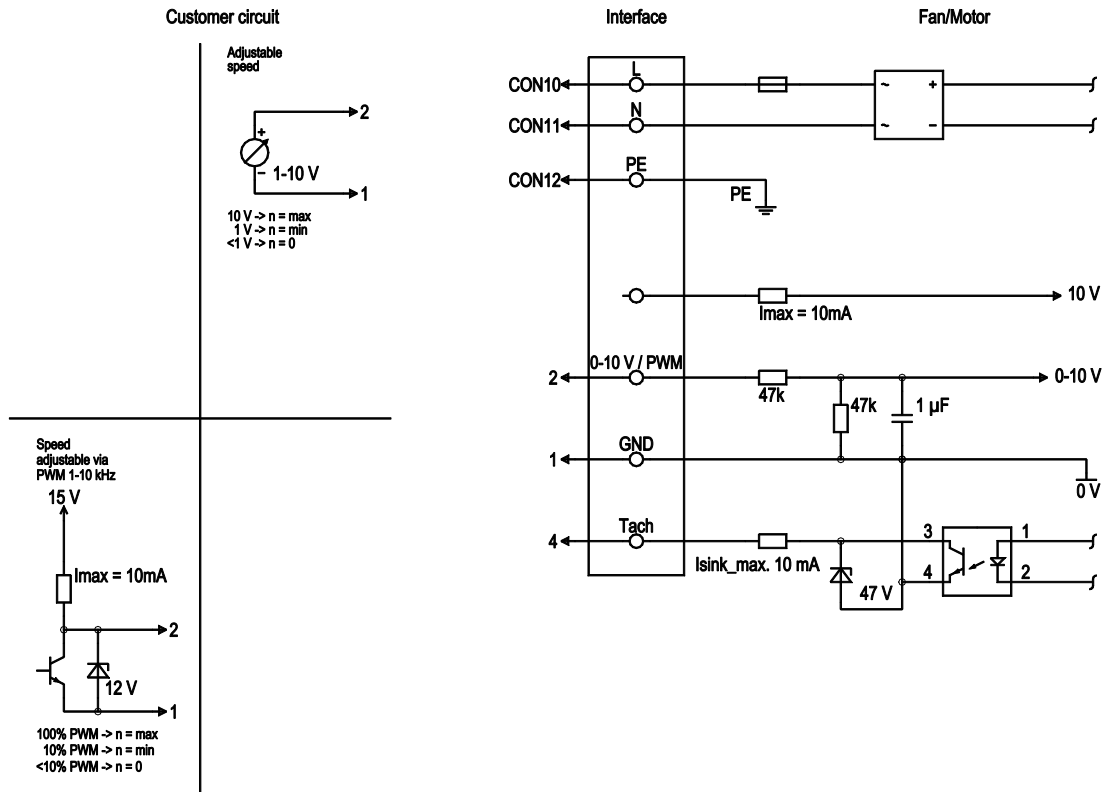 Customer circuit
Interface
Fan/Motor
Adjustable
speed
2
+
− 1-10 V
1
10 V -> n = max
1 V -> n = min
<1 V -> n = 0
Speed
adjustable via
PWM 1-10 kHz
15 V
Imax = 10mA
2
12 V
1
100% PWM -> n = max
10% PWM -> n = min
<10% PWM -> n = 0
L
CON10
~ +
N
CON11
~ −
PE
CON12
PE
10 V
Imax = 10mA
0-10 V / PWM
2
0-10 V
47k
47k
1 µF
GND
1
0 V
Tach
4
3
1
Isink_max. 10 mA
4
2
47 V